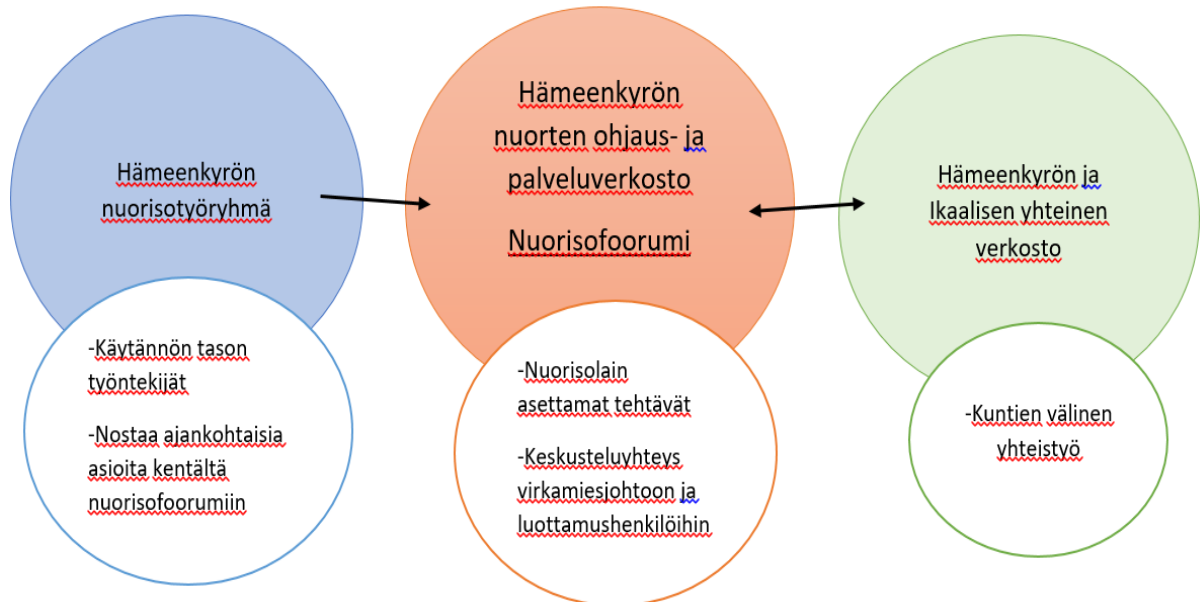 Hämeenkyrön
nuorisotyöryhmä
-Käytännön tason
työntekijät
-Nostaa ajankohtaisia
asioita kentältä
nuorisofoorumiin
Hämeenkyrön
nuorten ohjaus- ja
palveluverkosto
Nuorisofoorumi
-Nuorisolain
asettamat tehtävät
-Keskusteluyhteys
virkamiesjohtoon ja
luottamushenkilöihin
Hämeenkyrön ja
Ikaalisen yhteinen
verkosto
-Kuntien välinen
yhteistyö